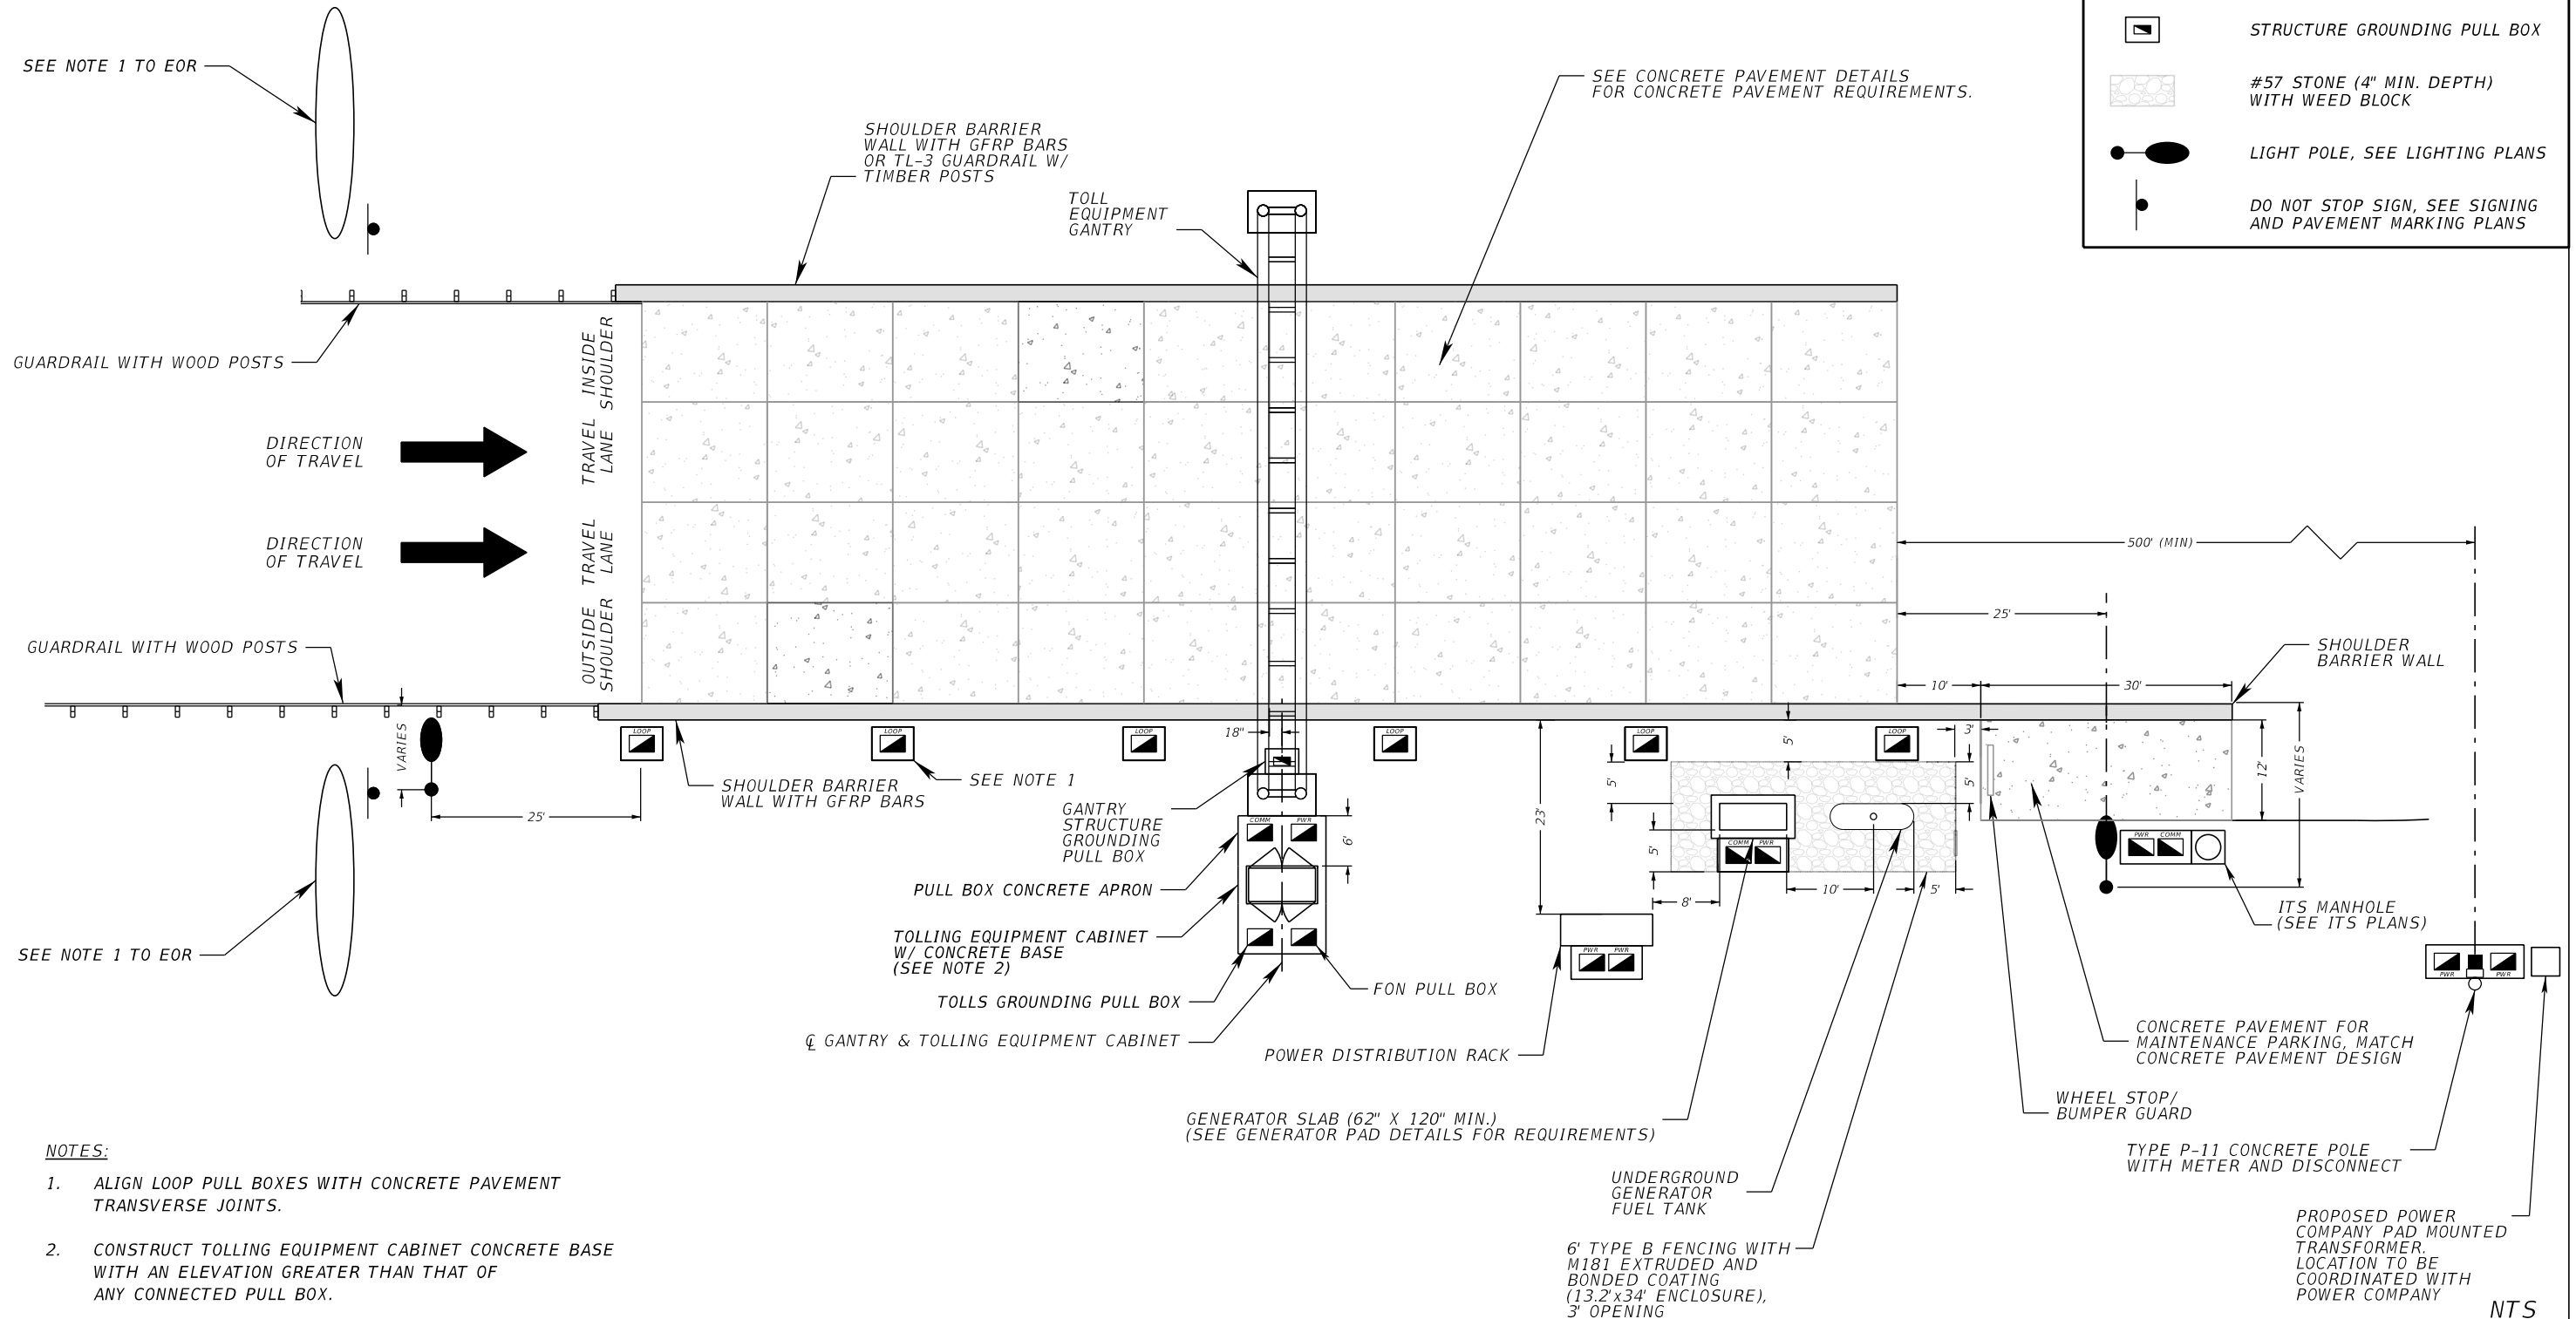 STRUCTURE GROUNDING PULL BOX
#57 STONE (4" MIN. DEPTH)
WITH WEED BLOCK
LIGHT POLE, SEE LIGHTING PLANS
DO NOT STOP SIGN, SEE SIGNING
AND PAVEMENT MARKING PLANS
SEE NOTE 1 TO EOR
SEE CONCRETE PAVEMENT DETAILS
FOR CONCRETE PAVEMENT REQUIREMENTS.
SHOULDER BARRIER
WALL WITH GFRP BARS
OR TL-3 GUARDRAIL W/
TIMBER POSTS
TOLL
EQUIPMENT
GANTRY
GUARDRAIL WITH WOOD POSTS
INSIDE
SHOULDER
TRAVEL
LANE
DIRECTION
OF TRAVEL
TRAVEL
LANE
DIRECTION
OF TRAVEL
OUTSIDE
SHOULDER
500' (MIN)
25'
GUARDRAIL WITH WOOD POSTS
SHOULDER
BARRIER WALL
10'
30'
VARIES
25'
LOOP
LOOP
LOOP
LOOP
LOOP
LOOP
18"
5'
3'
5'
5'
12'
VARIES
SHOULDER BARRIER
WALL WITH GFRP BARS
SEE NOTE 1
GANTRY
STRUCTURE
GROUNDING
PULL BOX
COMM
PWR
6'
23'
5'
COMM
PWR
10'
5'
8'
PWR
COMM
PULL BOX CONCRETE APRON
TOLLING EQUIPMENT CABINET
W/ CONCRETE BASE
(SEE NOTE 2)
TOLLS GROUNDING PULL BOX
FON PULL BOX
℄ GANTRY & TOLLING EQUIPMENT CABINET
PWR
PWR
POWER DISTRIBUTION RACK
SEE NOTE 1 TO EOR
ITS MANHOLE
(SEE ITS PLANS)
PWR
PWR
CONCRETE PAVEMENT FOR
MAINTENANCE PARKING, MATCH
CONCRETE PAVEMENT DESIGN
WHEEL STOP/
BUMPER GUARD
GENERATOR SLAB (62" X 120" MIN.)
(SEE GENERATOR PAD DETAILS FOR REQUIREMENTS)
TYPE P-11 CONCRETE POLE
WITH METER AND DISCONNECT
UNDERGROUND
GENERATOR
FUEL TANK
6' TYPE B FENCING WITH
M181 EXTRUDED AND
BONDED COATING
(13.2'x34' ENCLOSURE),
3' OPENING
PROPOSED POWER
COMPANY PAD MOUNTED
TRANSFORMER.
LOCATION TO BE
COORDINATED WITH
POWER COMPANY
NOTES:
1. ALIGN LOOP PULL BOXES WITH CONCRETE PAVEMENT
TRANSVERSE JOINTS.
2. CONSTRUCT TOLLING EQUIPMENT CABINET CONCRETE BASE
WITH AN ELEVATION GREATER THAN THAT OF
ANY CONNECTED PULL BOX.
NTS